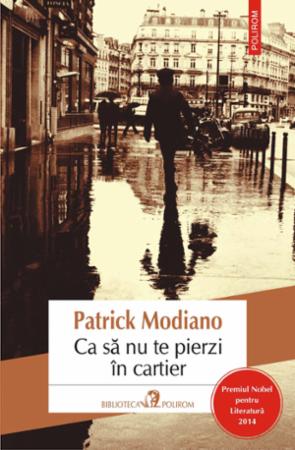 POLIROM
Patrick Modiano
Ca să nu te pierzi
în cartier
Premiul Nobel
pentru
Literatură
2014
BIBLIOTECA POLIROM